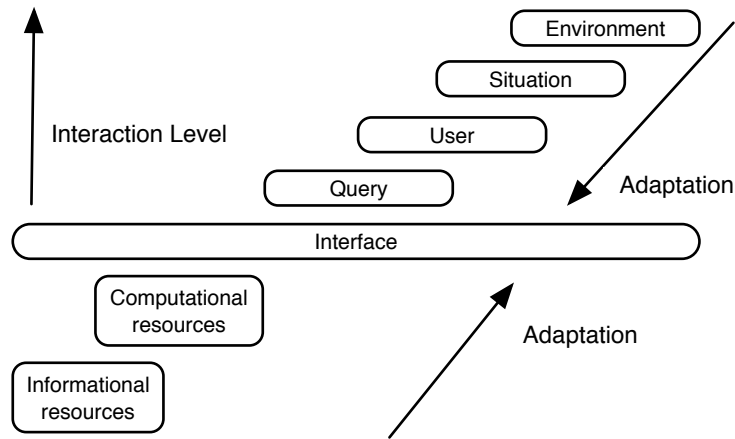 Environment
Situation
Interaction Level
User
Adaptation
Query
Interface
Computational
resources
Adaptation
Informational
resources